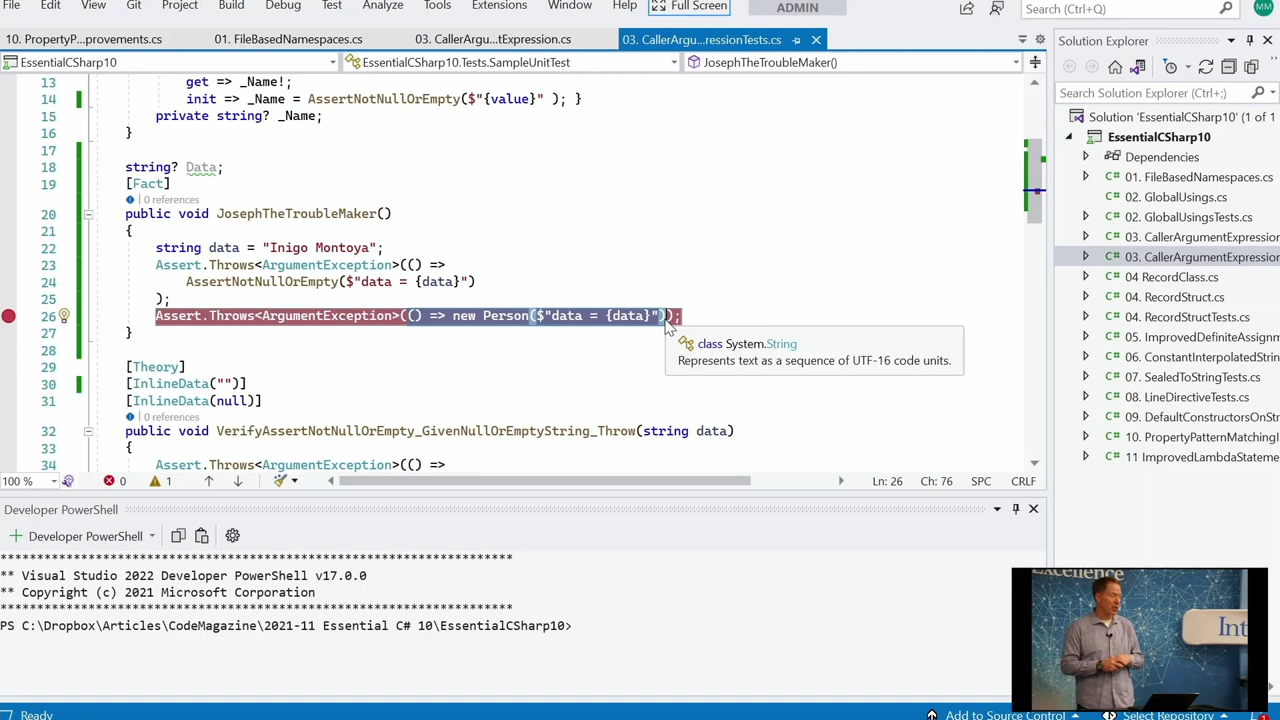 File Edit View Git Project Build Debug Test Analyze Tools Extensions Window Help Full Screen ADMIN Search (Ctrl+Q) MM
10. PropertyP...provements.cs 01. FileBasedNamespaces.cs 03. CallerArgu...tExpression.cs 03. CallerArgu...ressionTests.cs Solution Explorer
EssentialCSharp10 EssentialCSharp10.Tests.SampleUnitTest JosephTheTroubleMaker()
13 get => _Name!;
14 init => _Name = AssertNotNullOrEmpty($"{value}" ); }
15 private string? _Name;
16 }
17
18 string? Data;
19 [Fact]
0 references
20 public void JosephTheTroubleMaker()
21 {
22 string data = "Inigo Montoya";
23 Assert.Throws<ArgumentException>(() =>
24 AssertNotNullOrEmpty($"data = {data}")
25 );
26 Assert.Throws<ArgumentException>(() => new Person($"data = {data}"));
27 }
class System.String
Represents text as a sequence of UTF-16 code units.
28
29 [Theory]
30 [InlineData("")]
31 [InlineData(null)]
0 references
32 public void VerifyAssertNotNullOrEmpty_GivenNullOrEmptyString_Throw(string data)
33 {
34 Assert.Throws<ArgumentException>(() =>
100 % 0 1 Ln: 26 Ch: 76 SPC CRLF
Search Solution Explorer (Ctrl+;)
Solution 'EssentialCSharp10' (1 of 1
EssentialCSharp10
Dependencies
C# 01. FileBasedNamespaces.cs
C# 02. GlobalUsings.cs
C# 02. GlobalUsingsTests.cs
C# 03. CallerArgumentExpression
C# 03. CallerArgumentExpression
C# 04 RecordClass.cs
C# 04. RecordStruct.cs
C# 04. RecordStructTests.cs
C# 05. ImprovedDefiniteAssignm
C# 06. ConstantInterpolatedStrin
C# 07. SealedToStringTests.cs
C# 08. LineDirectiveTests.cs
C# 09. DefaultConstructorsOnStr
C# 10. PropertyPatternMatchingI
C# 11 ImprovedLambdaStateme
Developer PowerShell
Developer PowerShell
******************************************************************
** Visual Studio 2022 Developer PowerShell v17.0.0
** Copyright (c) 2021 Microsoft Corporation
******************************************************************
PS C:\Dropbox\Articles\CodeMagazine\2021-11 Essential C# 10\EssentialCSharp10>
Excellence
Int
Ready Add to Source Control Select Repository